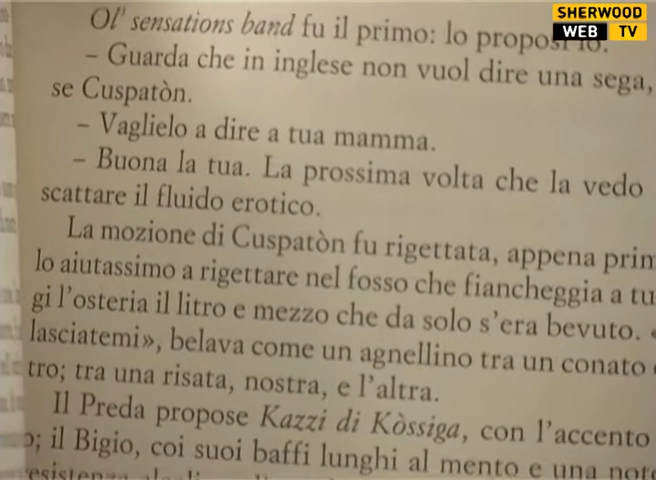 SHERWOOD
WEB TV
Ol' sensations band fu il primo: lo proposi io.
– Guarda che in inglese non vuol dire una sega,
se Cuspatòn.
– Vaglielo a dire a tua mamma.
– Buona la tua. La prossima volta che la vedo
scattare il fluido erotico.
La mozione di Cuspatòn fu rigettata, appena prim
lo aiutassimo a rigettare nel fosso che fiancheggia a tu
gi l'osteria il litro e mezzo che da solo s'era bevuto. «
lasciatemi», belava come un agnellino tra un conato
tro; tra una risata, nostra, e l'altra.
Il Preda propose Kazzi di Kòssiga, con l'accento
o; il Bigio, coi suoi baffi lunghi al mento e una note